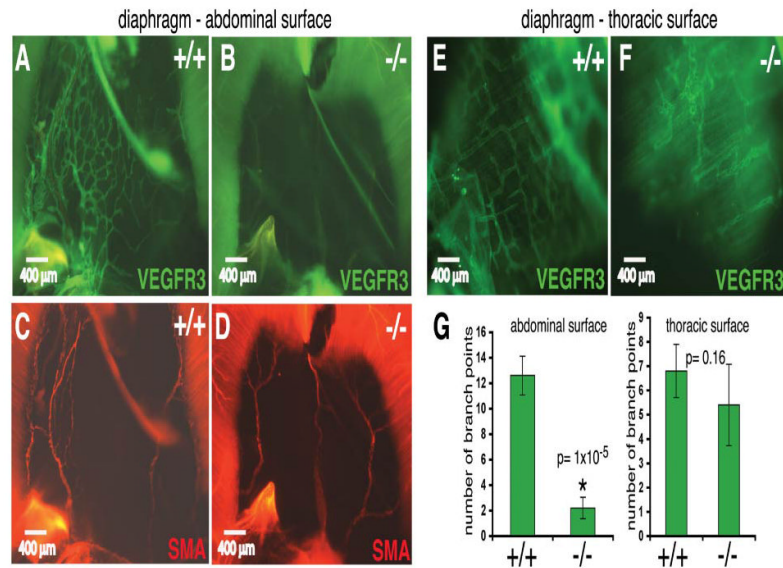 diaphragm - abdominal surface
diaphragm - thoracic surface
A
+/+
B
-/-
E
+/+
F
-/-
400 µm
VEGFR3
400 µm
VEGFR3
400 µm
VEGFR3
400 µm
VEGFR3
C
+/+
D
-/-
400 µm
SMA
400 µm
SMA
G
abdominal surface
number of branch points
16
14
12
10
8
6
4
2
0
p= 1x10⁻⁵
*
+/+
-/-
thoracic surface
number of branch points
9
8
7
6
5
4
3
2
1
0
p= 0.16
+/+
-/-